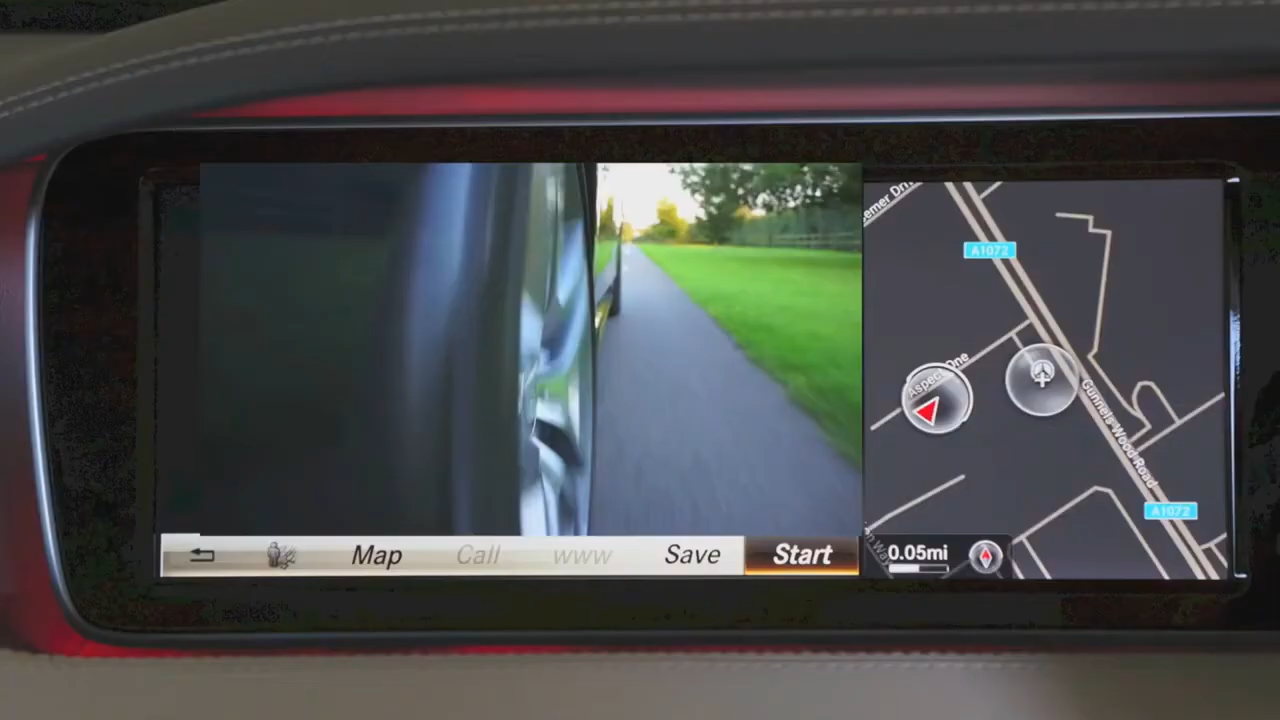 A1072
Aspect One
Gunnels Wood Road
A1072
0.05mi
Map Call www Save Start